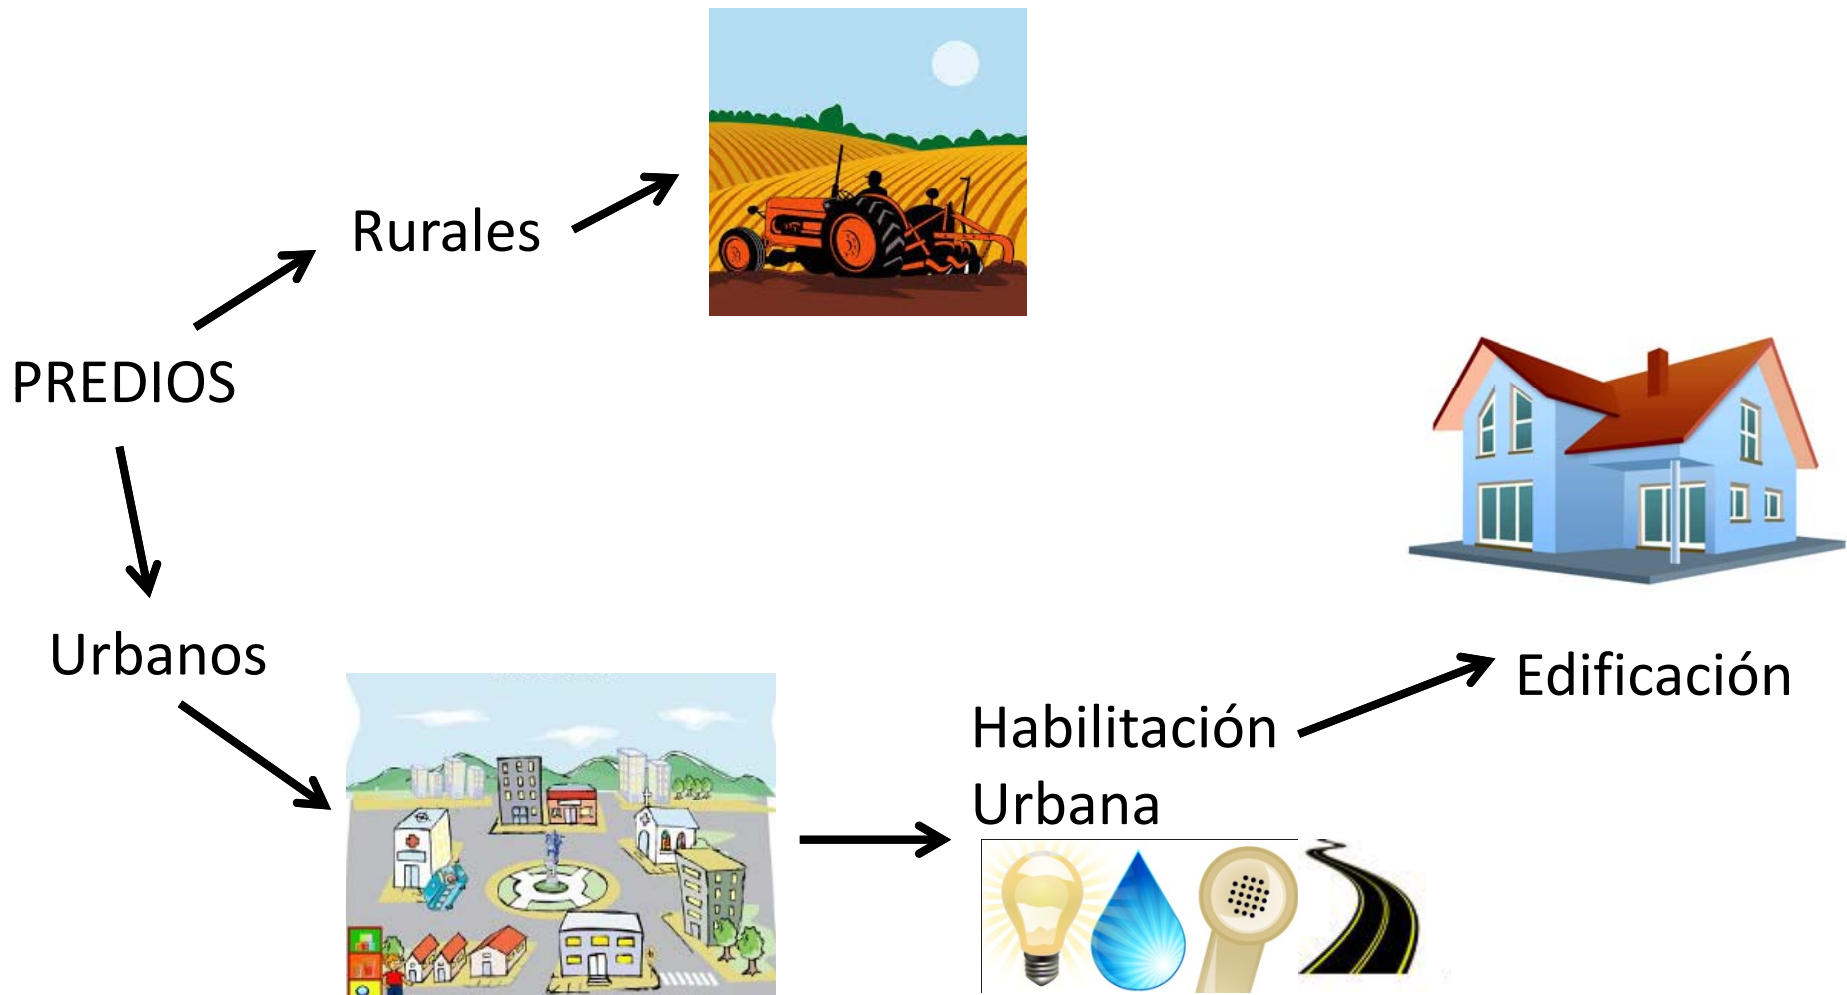 Rurales
PREDIOS
Urbanos
Habilitación
Urbana
Edificación